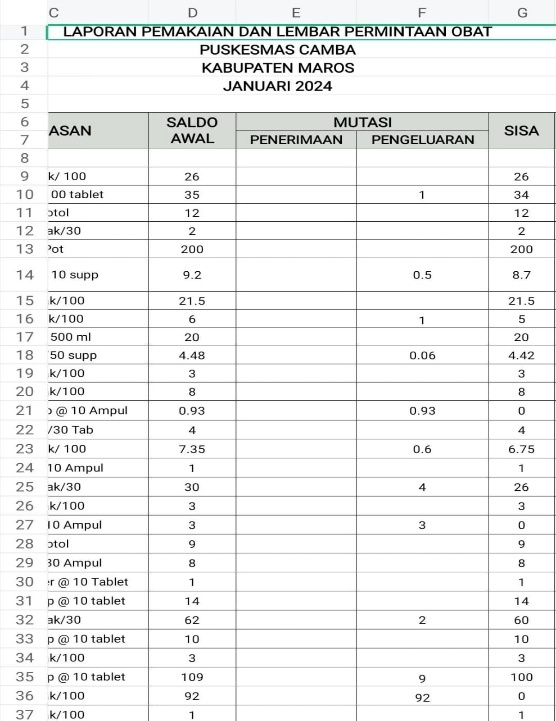 C D E F G
1 LAPORAN PEMAKAIAN DAN LEMBAR PERMINTAAN OBAT
2 PUSKESMAS CAMBA
3 KABUPATEN MAROS
4 JANUARI 2024
5
6 ASAN SALDO AWAL MUTASI SISA
7 PENERIMAAN PENGELUARAN
8
9 k/ 100 26 26
10 00 tablet 35 1 34
11 otol 12 12
12 ak/30 2 2
13 Pot 200 200
14 10 supp 9.2 0.5 8.7
15 k/100 21.5 21.5
16 k/100 6 1 5
17 500 ml 20 20
18 50 supp 4.48 0.06 4.42
19 k/100 3 3
20 k/100 8 8
21 @ 10 Ampul 0.93 0.93 0
22 /30 Tab 4 4
23 k/ 100 7.35 0.6 6.75
24 10 Ampul 1 1
25 ak/30 30 4 26
26 k/100 3 3
27 10 Ampul 3 3 0
28 otol 9 9
29 30 Ampul 8 8
30 er @ 10 Tablet 1 1
31 p @ 10 tablet 14 14
32 ak/30 62 2 60
33 p @ 10 tablet 10 10
34 k/100 3 3
35 p @ 10 tablet 109 9 100
36 k/100 92 92 0
37 k/100 1 1